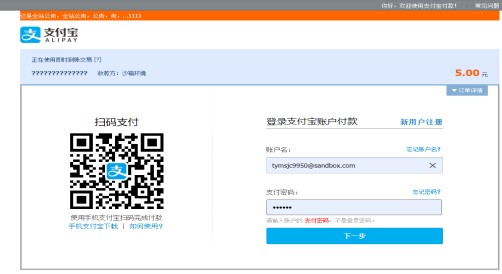 你好，欢迎使用支付宝付款！ 常见问题
这是全站公告，全站公告，公告，告，...3333
支付宝
ALIPAY
正在使用即时到账交易 [?]
?????????????? 收款方：沙箱环境
5.00 元
订单详情
扫码支付
登录支付宝账户付款 新用户注册
账户名： 忘记账户名?
tymsjc9950@sandbox.com
支付密码： 忘记密码?
••••••
请输入账户的 支付密码，不是登录密码。
下一步
使用手机支付宝扫码完成付款
手机支付宝下载 | 如何使用?